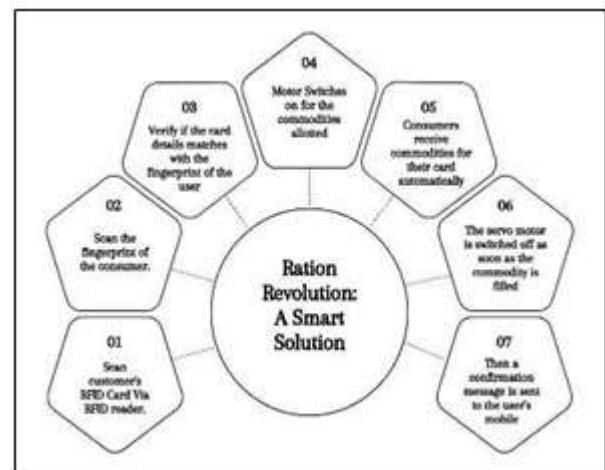 01
Scan
customer's
RFID Card Via
RFID reader.
02
Scan the
fingerprint of
the consumer.
03
Verify if the card
details matches
with the
fingerprint of the
user
04
Motor Switches
on for the
commodities
alloted
05
Consumers
receive
commodities for
their card
automatically
06
The servo motor
is switched off as
soon as the
commodity is
filled
07
Then a
confirmation
message is sent
to the user's
mobile
Ration
Revolution:
A Smart
Solution